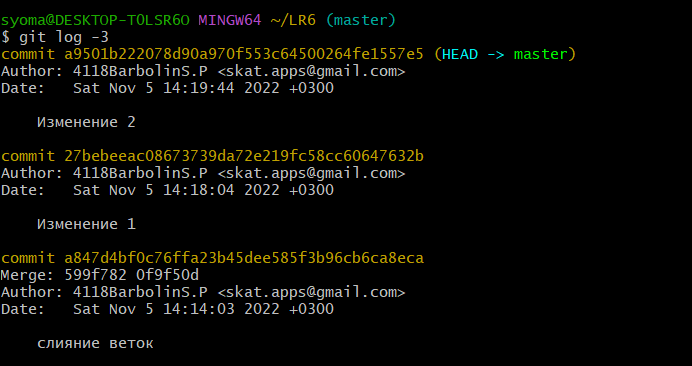 syoma@DESKTOP-T0LSR6O MINGW64 ~/LR6 (master)
$ git log -3
commit a9501b222078d90a970f553c64500264fe1557e5 (HEAD -> master)
Author: 4118BarbolinS.P <skat.apps@gmail.com>
Date:   Sat Nov 5 14:19:44 2022 +0300
    Изменение 2
commit 27bebeeac08673739da72e219fc58cc60647632b
Author: 4118BarbolinS.P <skat.apps@gmail.com>
Date:   Sat Nov 5 14:18:04 2022 +0300
    Изменение 1
commit a847d4bf0c76ffa23b45dee585f3b96cb6ca8eca
Merge: 599f782 0f9f50d
Author: 4118BarbolinS.P <skat.apps@gmail.com>
Date:   Sat Nov 5 14:14:03 2022 +0300
    слияние веток